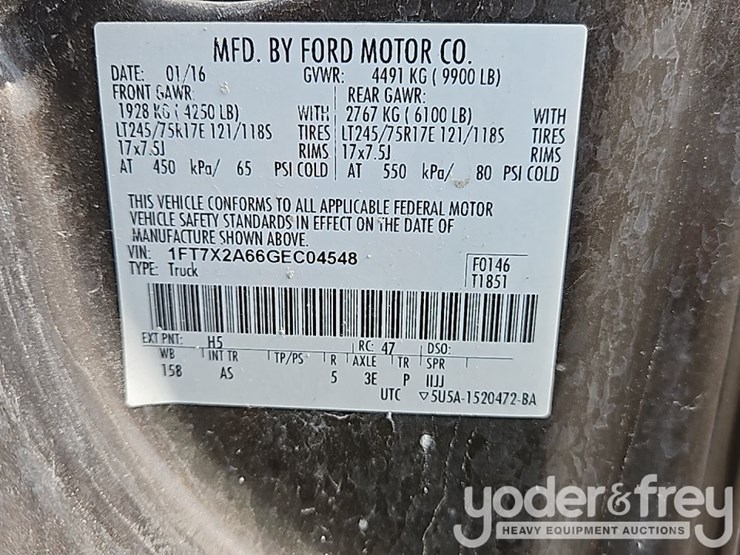 MFD. BY FORD MOTOR CO.
DATE: 01/16 GVWR: 4491 KG ( 9900 LB)
FRONT GAWR: REAR GAWR:
1928 KG ( 4250 LB) WITH 2767 KG ( 6100 LB) WITH
LT245/75R17E 121/118S TIRES LT245/75R17E 121/118S TIRES
17x7.5J RIMS 17x7.5J RIMS
AT 450 kPa/ 65 PSI COLD AT 550 kPa/ 80 PSI COLD
THIS VEHICLE CONFORMS TO ALL APPLICABLE FEDERAL MOTOR
VEHICLE SAFETY STANDARDS IN EFFECT ON THE DATE OF
MANUFACTURE SHOWN ABOVE.
VIN: 1FT7X2A66GEC04548 F0146
TYPE: Truck T1851
EXT PNT: H5 RC: 47 DSO:
WB INT TR TP/PS R AXLE TR SPR
158 AS 5 3E P IIJJ
UTC ▽5U5A-1520472-BA
yoder&frey
HEAVY EQUIPMENT AUCTIONS